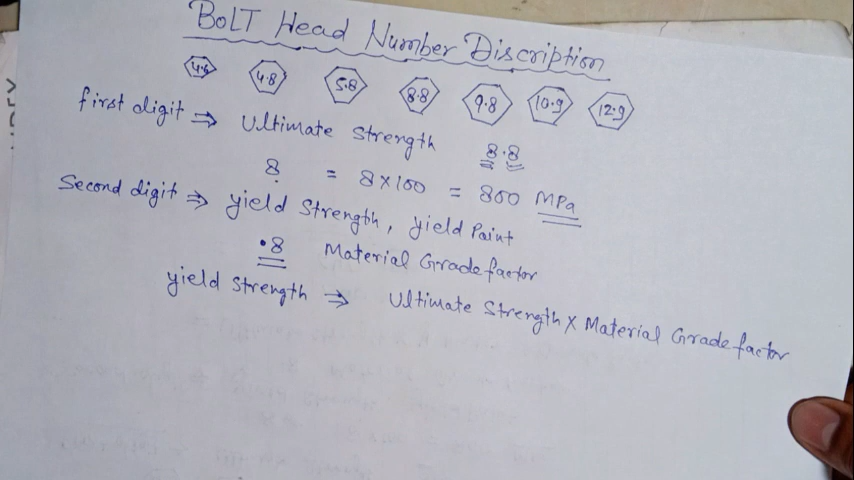 BoLT Head Number Discription
4.6 4.8 5.8 8.8 9.8 10.9 12.9
first digit ⇒ Ultimate Strength 8.8
8 = 8×100 = 800 MPa
Second digit ⇒ yield Strength, yield Point
.8 Material Grade factor
yield Strength ⇒ Ultimate Strength × Material Grade factor